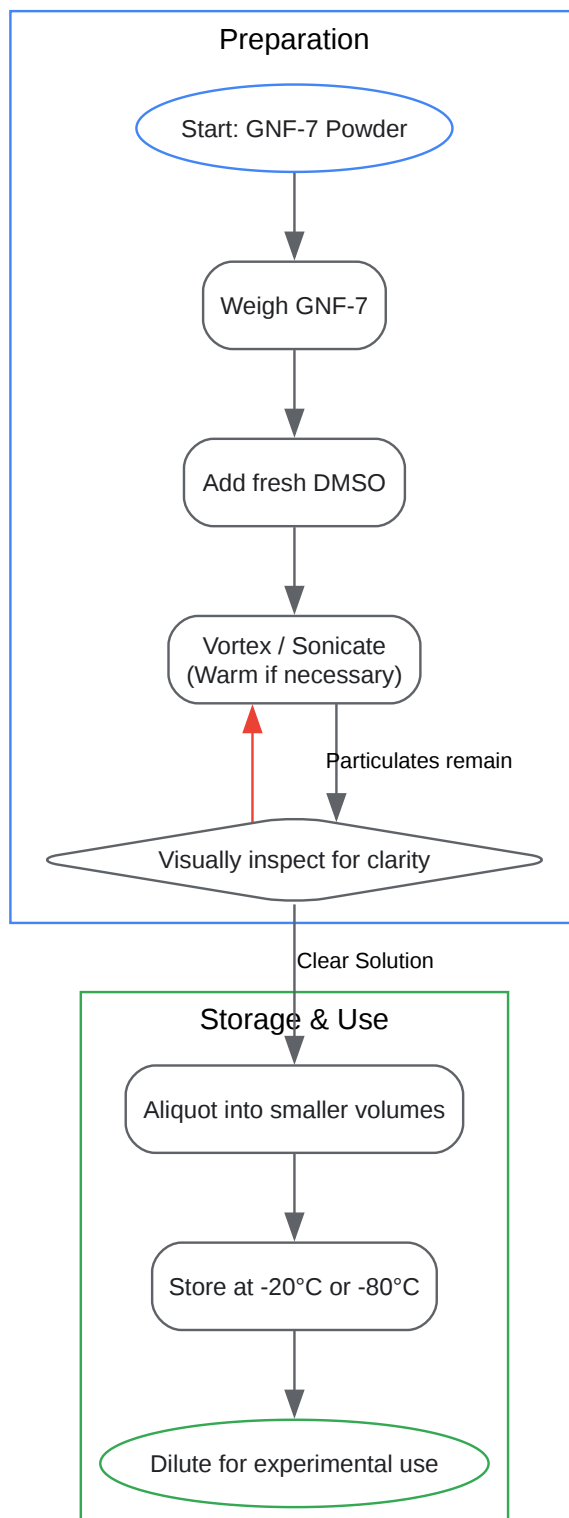 Preparation
Start: GNF-7 Powder
Weigh GNF-7
Add fresh DMSO
Vortex / Sonicate
(Warm if necessary)
Particulates remain
Visually inspect for clarity
Clear Solution
Storage & Use
Aliquot into smaller volumes
Store at -20°C or -80°C
Dilute for experimental use